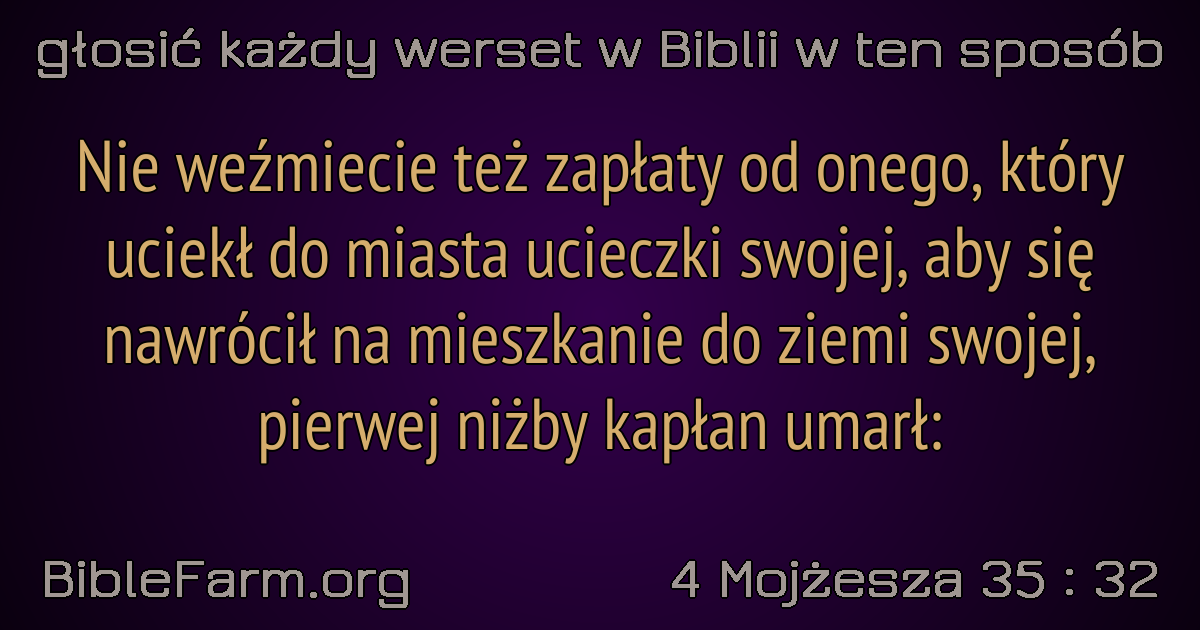 głosić każdy werset w Biblii w ten sposób
Nie weźmiecie też zapłaty od onego, który
uciekł do miasta ucieczki swojej, aby się
nawrócił na mieszkanie do ziemi swojej,
pierwej niżby kapłan umarł:
BibleFarm.org
4 Mojżesza 35 : 32